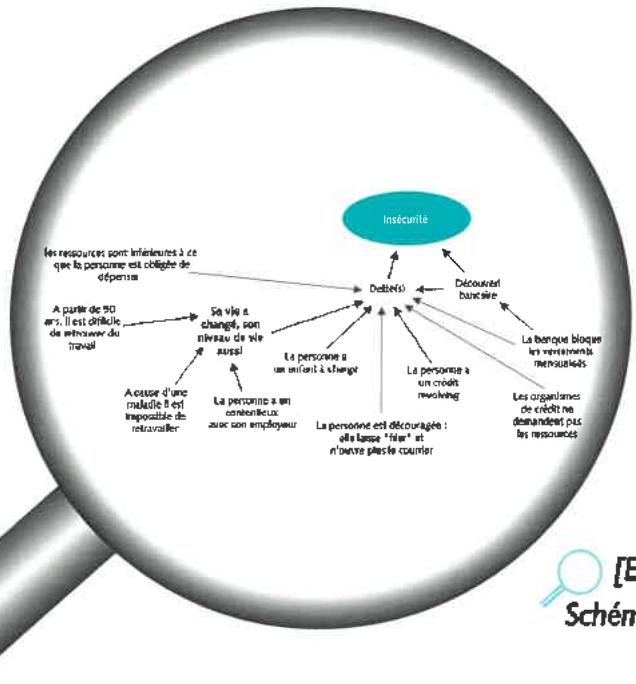 Insécurité
les ressources sont inférieures à ce
que la personne est obligée de
dépenser
Dette(s)
Découvert
bancaire
A partir de 50
ans, il est difficile
de retrouver du
travail
Sa vie a
changé, son
niveau de vie
aussi
La banque bloque
les versements
mensualisés
La personne a
un enfant à charge
La personne a
un crédit
revolving
A cause d'une
maladie il est
impossible de
retravailler
La personne a un
contentieux
avec son employeur
Les organismes
de crédit ne
demandent pas
les ressources
La personne est découragée :
elle laisse "filer" et
n'ouvre plus le courrier
[E
Schém